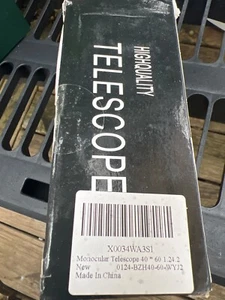 HIGHQUALITY
TELESCOPE
X0034WA3S1
Monocular Telescope 40 * 60 1.24 2
New
Made In China